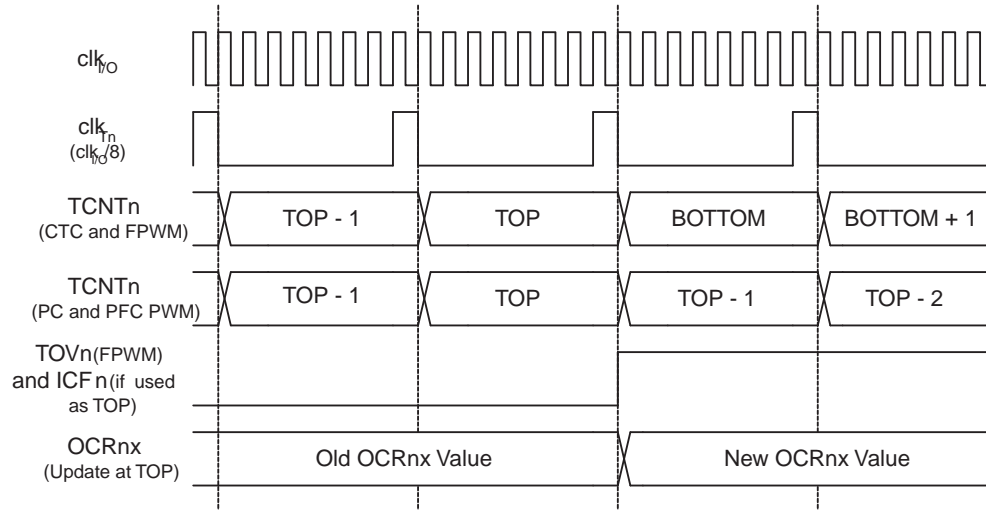 clkI/O
clkTn
(clkI/O/8)
TCNTn
(CTC and FPWM)
TOP - 1
TOP
BOTTOM
BOTTOM + 1
TCNTn
(PC and PFC PWM)
TOP - 1
TOP
TOP - 1
TOP - 2
TOVn(FPWM)
and ICFn(if used
as TOP)
OCRnx
(Update at TOP)
Old OCRnx Value
New OCRnx Value